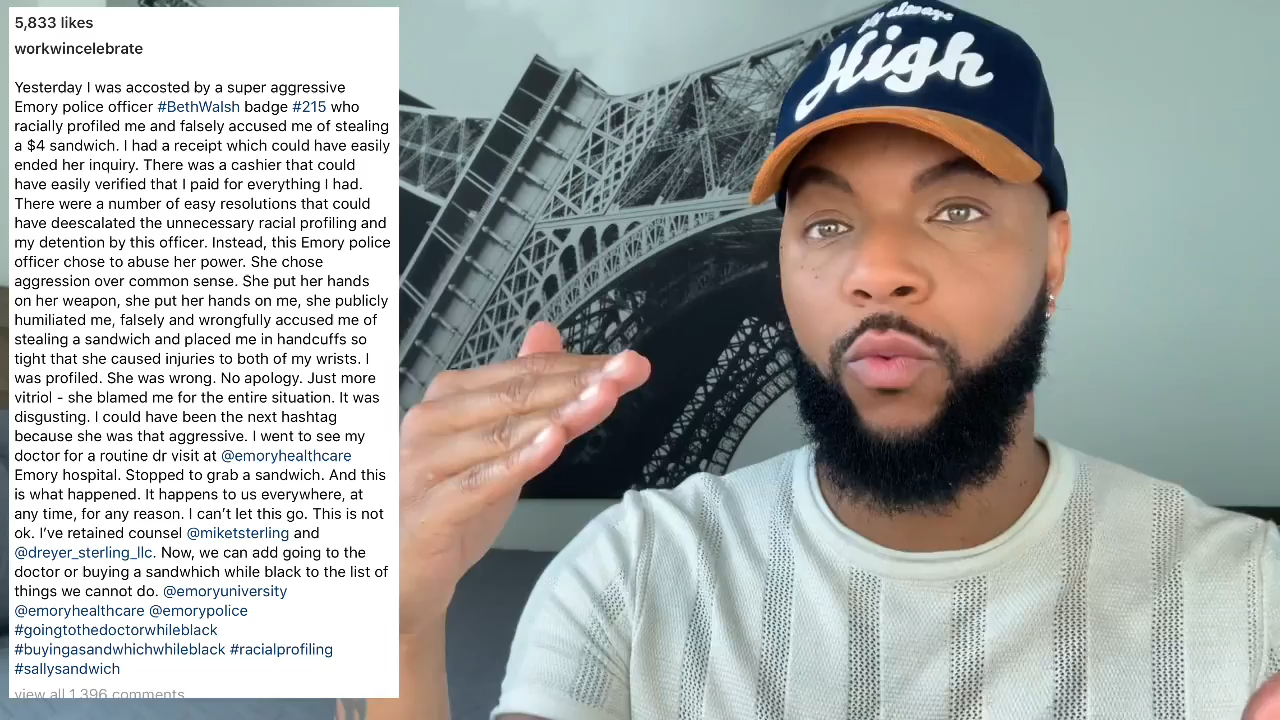 5,833 likes
workwincelebrate
Yesterday I was accosted by a super aggressive
Emory police officer #BethWalsh badge #215 who
racially profiled me and falsely accused me of stealing
a $4 sandwich. I had a receipt which could have easily
ended her inquiry. There was a cashier that could
have easily verified that I paid for everything I had.
There were a number of easy resolutions that could
have deescalated the unnecessary racial profiling and
my detention by this officer. Instead, this Emory police
officer chose to abuse her power. She chose
aggression over common sense. She put her hands
on her weapon, she put her hands on me, she publicly
humiliated me, falsely and wrongfully accused me of
stealing a sandwich and placed me in handcuffs so
tight that she caused injuries to both of my wrists. I
was profiled. She was wrong. No apology. Just more
vitriol - she blamed me for the entire situation. It was
disgusting. I could have been the next hashtag
because she was that aggressive. I went to see my
doctor for a routine dr visit at @emoryhealthcare
Emory hospital. Stopped to grab a sandwich. And this
is what happened. It happens to us everywhere, at
any time, for any reason. I can't let this go. This is not
ok. I've retained counsel @miketsterling and
@dreyer_sterling_llc. Now, we can add going to the
doctor or buying a sandwhich while black to the list of
things we cannot do. @emoryuniversity
@emoryhealthcare @emorypolice
#goingtothedoctorwhileblack
#buyingasandwhichwhileblack #racialprofiling
#sallysandwich
view all 1,396 comments
always
High